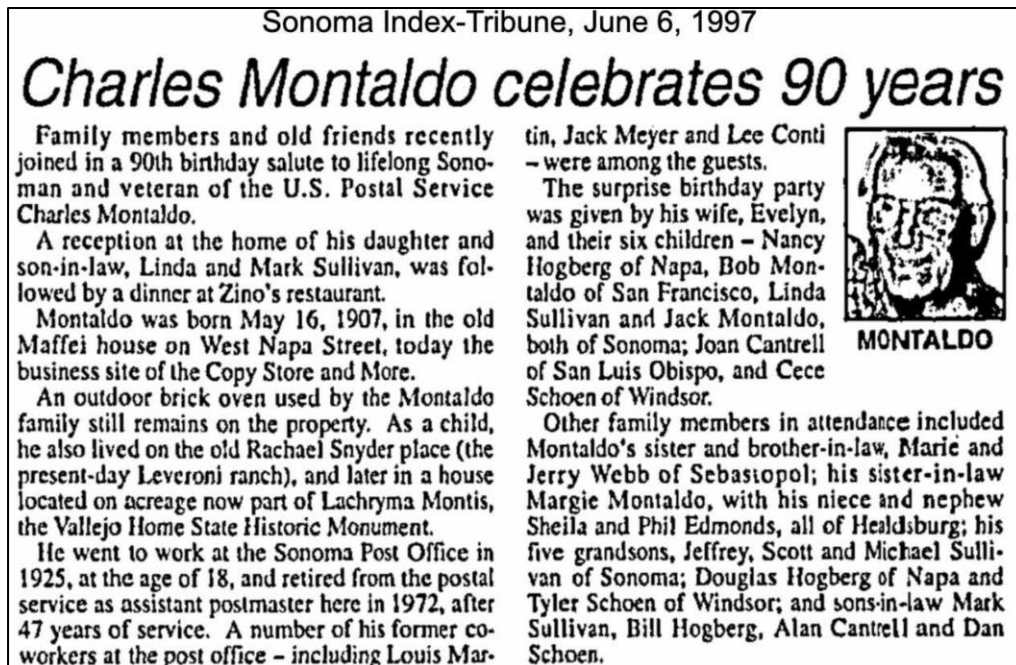 Sonoma Index-Tribune, June 6, 1997
Charles Montaldo celebrates 90 years
Family members and old friends recently
joined in a 90th birthday salute to lifelong Sono-
man and veteran of the U.S. Postal Service
Charles Montaldo.
A reception at the home of his daughter and
son-in-law, Linda and Mark Sullivan, was fol-
lowed by a dinner at Zino's restaurant.
Montaldo was born May 16, 1907, in the old
Maffei house on West Napa Street, today the
business site of the Copy Store and More.
An outdoor brick oven used by the Montaldo
family still remains on the property. As a child,
he also lived on the old Rachael Snyder place (the
present-day Leveroni ranch), and later in a house
located on acreage now part of Lachryma Montis,
the Vallejo Home State Historic Monument.
He went to work at the Sonoma Post Office in
1925, at the age of 18, and retired from the postal
service as assistant postmaster here in 1972, after
47 years of service. A number of his former co-
workers at the post office – including Louis Mar-
tin, Jack Meyer and Lee Conti
– were among the guests.
The surprise birthday party
was given by his wife, Evelyn,
and their six children – Nancy
Hogberg of Napa, Bob Mon-
taldo of San Francisco, Linda
Sullivan and Jack Montaldo,
both of Sonoma; Joan Cantrell
of San Luis Obispo, and Cece
Schoen of Windsor.
MONTALDO
Other family members in attendance included
Montaldo's sister and brother-in-law, Marie and
Jerry Webb of Sebastopol; his sister-in-law
Margie Montaldo, with his niece and nephew
Sheila and Phil Edmonds, all of Healdsburg; his
five grandsons, Jeffrey, Scott and Michael Sulli-
van of Sonoma; Douglas Hogberg of Napa and
Tyler Schoen of Windsor; and sons-in-law Mark
Sullivan, Bill Hogberg, Alan Cantrell and Dan
Schoen.